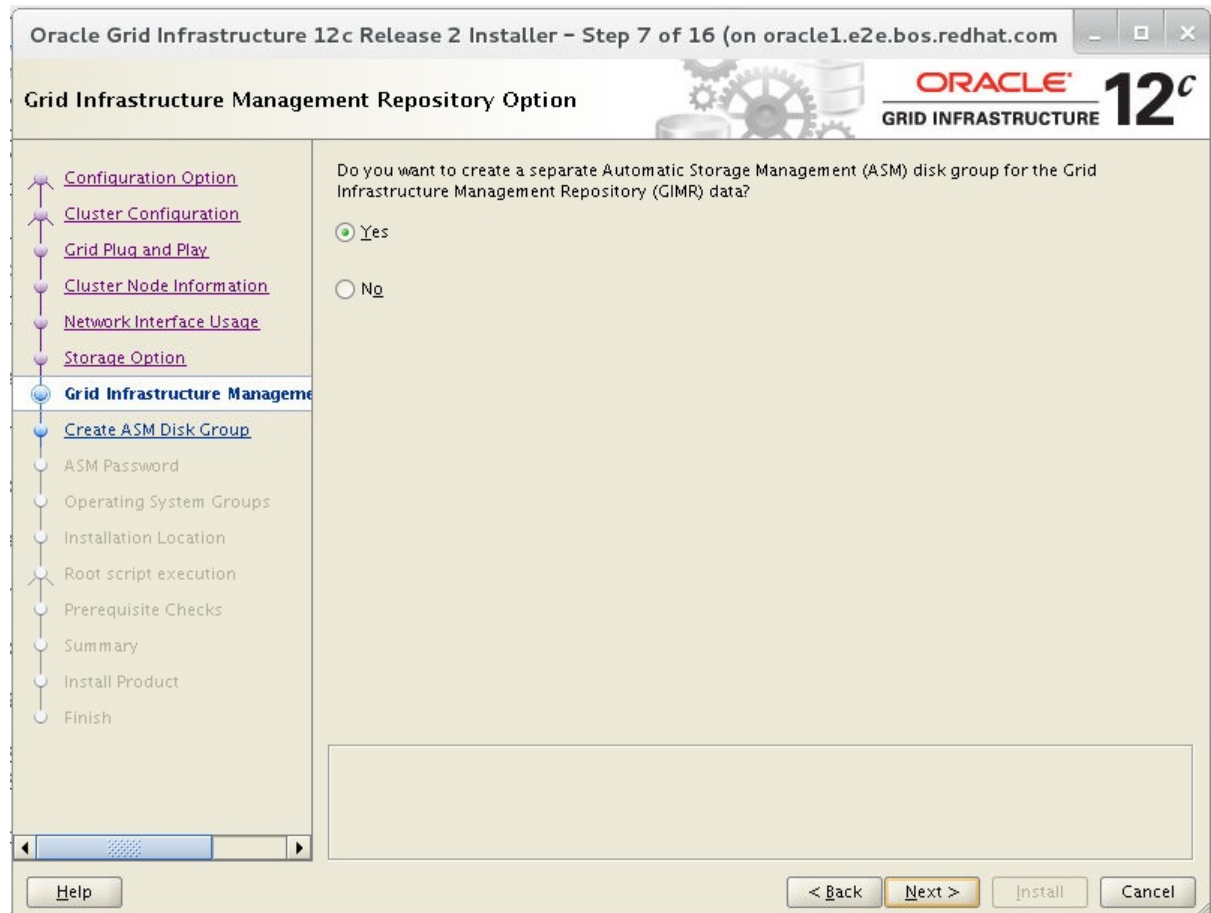 Oracle Grid Infrastructure 12c Release 2 Installer - Step 7 of 16 (on oracle1.e2e.bos.redhat.com
Grid Infrastructure Management Repository Option
ORACLE
GRID INFRASTRUCTURE
12c
Configuration Option
Cluster Configuration
Grid Plug and Play
Cluster Node Information
Network Interface Usage
Storage Option
Grid Infrastructure Manageme
Create ASM Disk Group
ASM Password
Operating System Groups
Installation Location
Root script execution
Prerequisite Checks
Summary
Install Product
Finish
Do you want to create a separate Automatic Storage Management (ASM) disk group for the Grid
Infrastructure Management Repository (GIMR) data?
Yes
No
Help
< Back
Next >
Install
Cancel